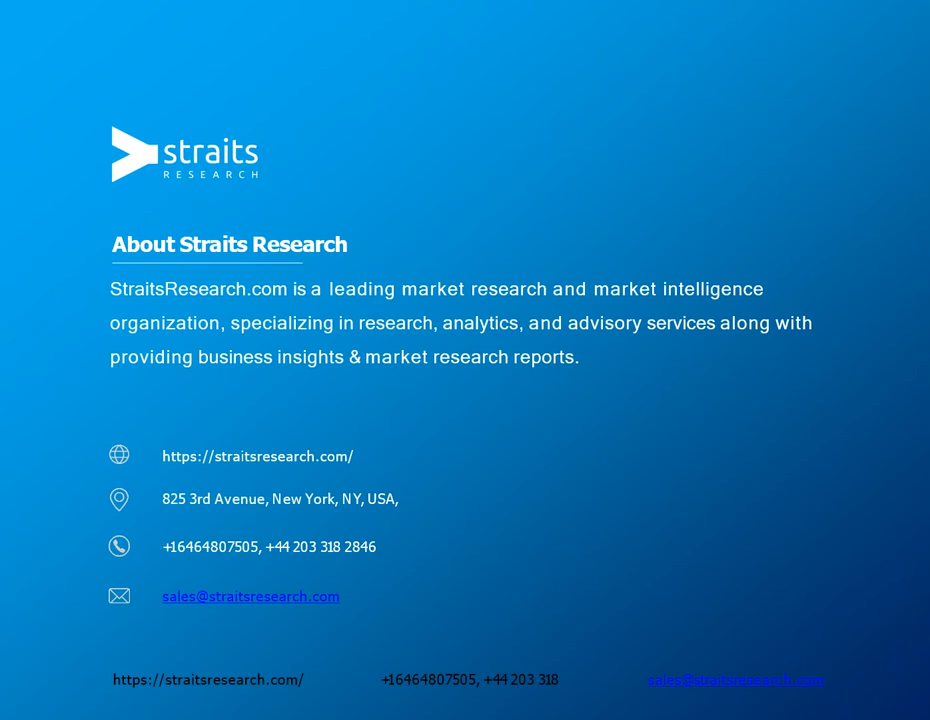 straits
RESEARCH
About Straits Research
StraitsResearch.com is a leading market research and market intelligence
organization, specializing in research, analytics, and advisory services along with
providing business insights & market research reports.
https://straitsresearch.com/
825 3rd Avenue, New York, NY, USA,
+16464807505, +44 203 318 2846
sales@straitsresearch.com
https://straitsresearch.com/ +16464807505, +44 203 318 sales@straitsresearch.com